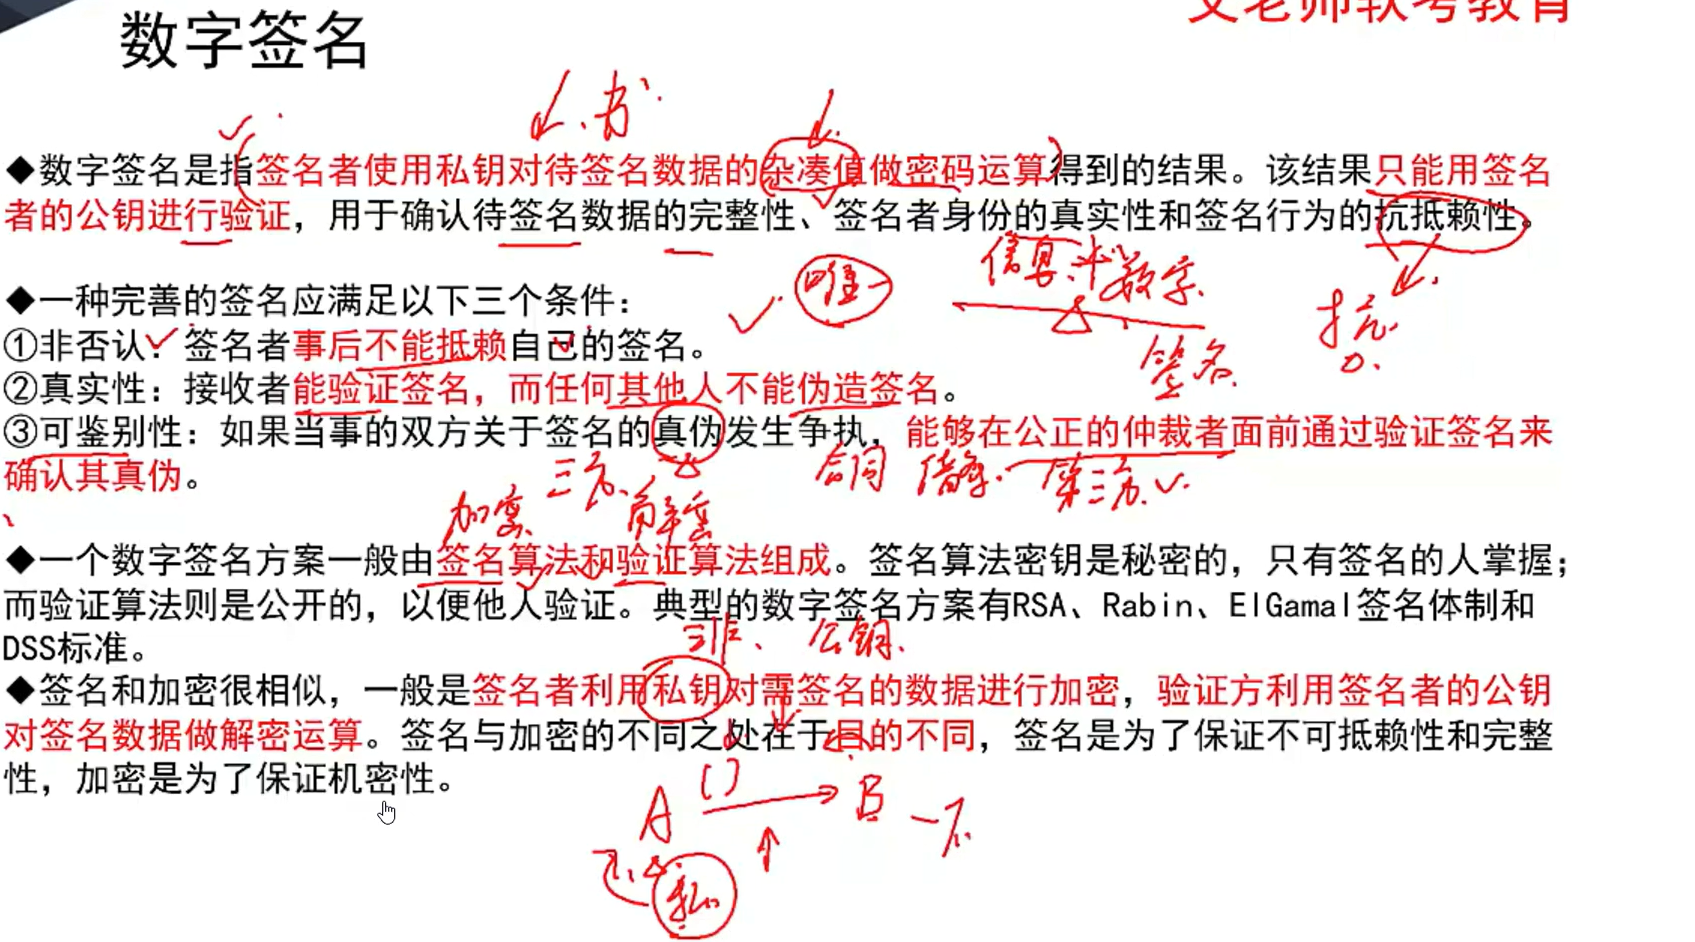 文老师软考教育
数字签名
◆数字签名是指签名者使用私钥对待签名数据的杂凑值做密码运算得到的结果。该结果只能用签名
者的公钥进行验证，用于确认待签名数据的完整性、签名者身份的真实性和签名行为的抗抵赖性。
唯一
信息 数字
签名
抗
◆一种完善的签名应满足以下三个条件：
①非否认：签名者事后不能抵赖自己的签名。
②真实性：接收者能验证签名，而任何其他人不能伪造签名。
③可鉴别性：如果当事的双方关于签名的真伪发生争执，能够在公正的仲裁者面前通过验证签名来
确认其真伪。
三方 合同 第三方
加密 解密
◆一个数字签名方案一般由签名算法和验证算法组成。签名算法密钥是秘密的，只有签名的人掌握；
而验证算法则是公开的，以便他人验证。典型的数字签名方案有RSA、Rabin、ElGamal签名体制和
DSS标准。
公钥
◆签名和加密很相似，一般是签名者利用私钥对需签名的数据进行加密，验证方利用签名者的公钥
对签名数据做解密运算。签名与加密的不同之处在于目的不同，签名是为了保证不可抵赖性和完整
性，加密是为了保证机密性。
A B
私